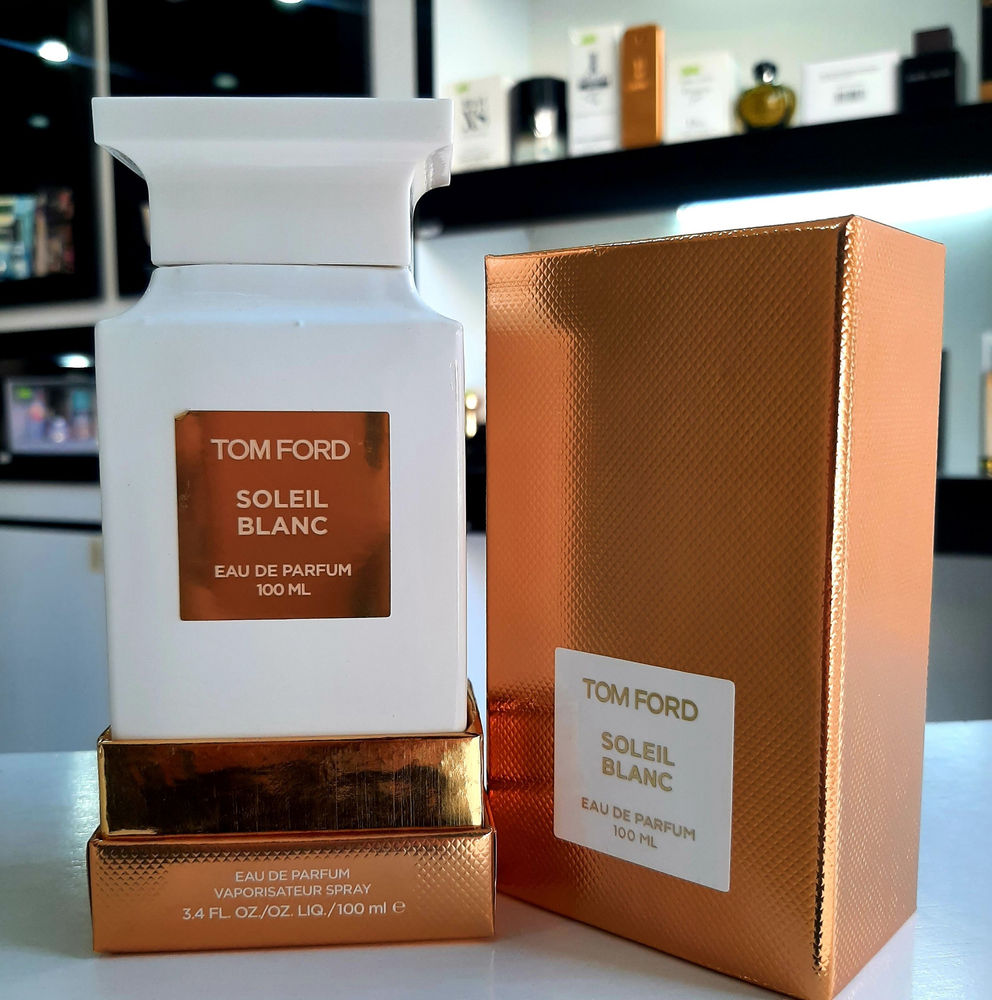 TOM FORD
SOLEIL
BLANC
EAU DE PARFUM
100 ML
EAU DE PARFUM
VAPORISATEUR SPRAY
3.4 FL. OZ./OZ. LIQ./100 ml ℮
TOM FORD
SOLEIL
BLANC
EAU DE PARFUM
100 ML
XS